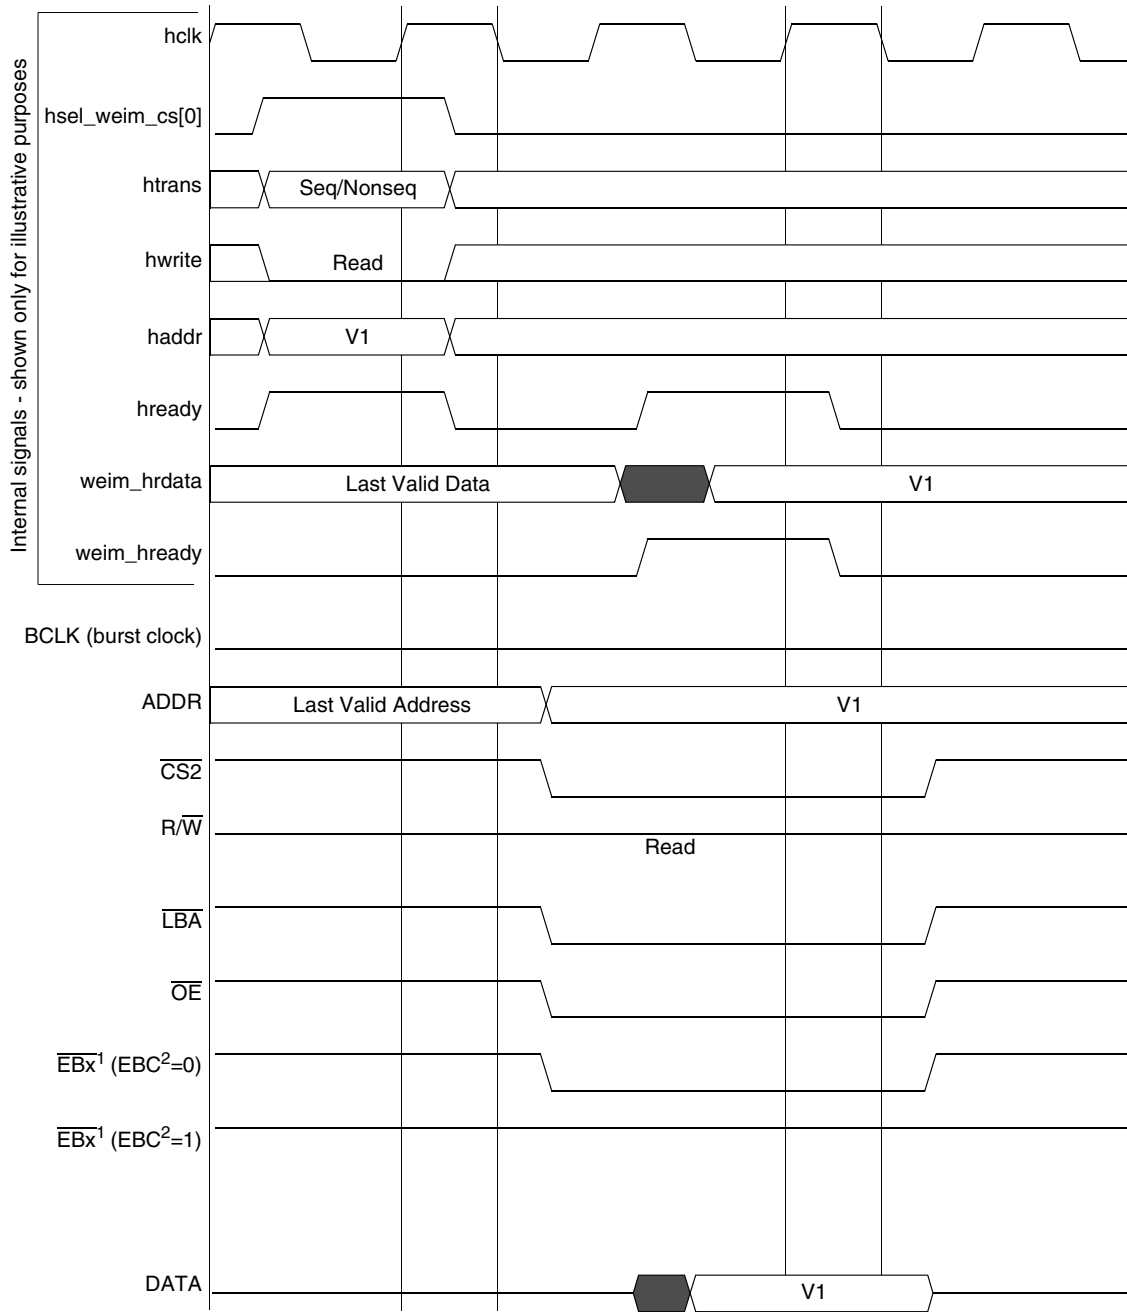 Internal signals - shown only for illustrative purposes
hclk
hsel_weim_cs[0]
htrans Seq/Nonseq
hwrite Read
haddr V1
hready
weim_hrdata Last Valid Data V1
weim_hready
BCLK (burst clock)
ADDR Last Valid Address V1
CS2
R/W
Read
LBA
OE
EBx1 (EBC2=0)
EBx1 (EBC2=1)
DATA V1